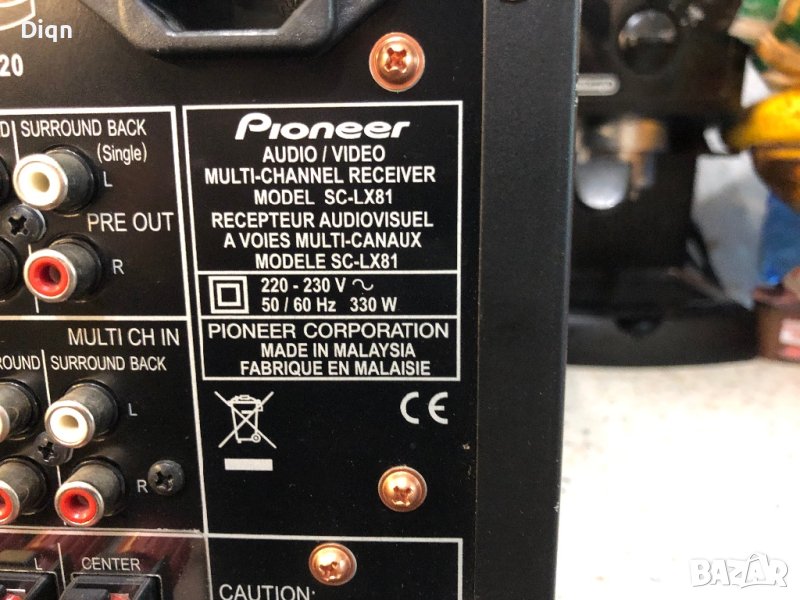 Diqn
20
D
SURROUND BACK
(Single)
L
PRE OUT
R
Pioneer
AUDIO / VIDEO
MULTI-CHANNEL RECEIVER
MODEL SC-LX81
RECEPTEUR AUDIOVISUEL
A VOIES MULTI-CANAUX
MODELE SC-LX81
220 - 230 V ~
50 / 60 Hz 330 W
PIONEER CORPORATION
MADE IN MALAYSIA
FABRIQUE EN MALAISIE
CE
MULTI CH IN
ROUND
SURROUND BACK
L
R
L
CENTER
CAUTION:
BAZAR